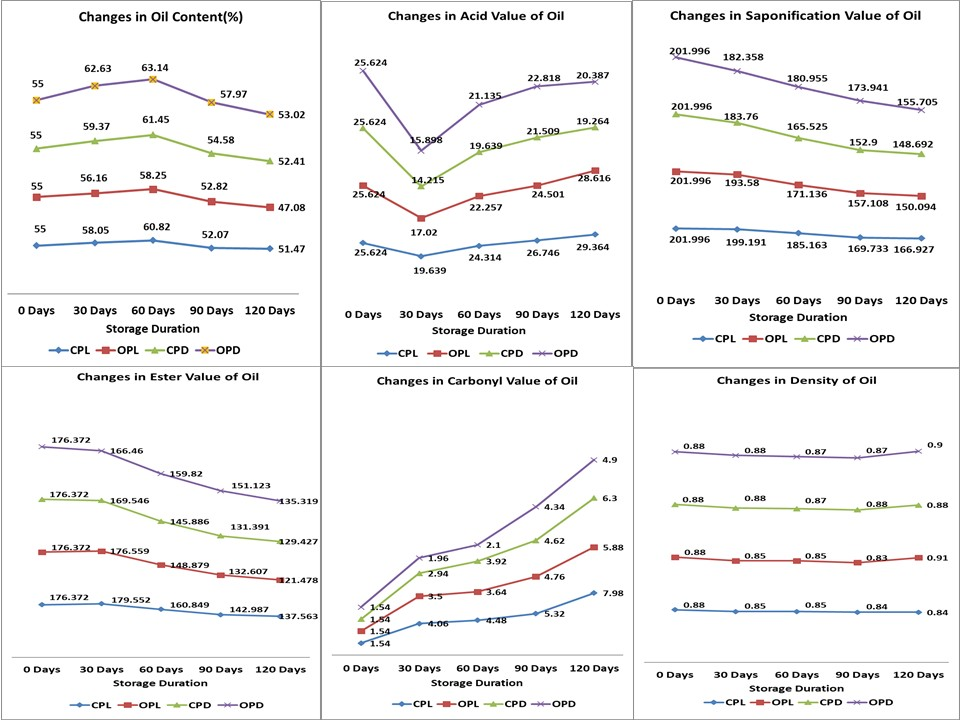 Changes in Oil Content(%)
55 62.63 63.14 57.97 53.02
55 59.37 61.45 54.58 52.41
55 56.16 58.25 52.82 47.08
55 58.05 60.82 52.07 51.47
0 Days 30 Days 60 Days 90 Days 120 Days
Storage Duration
CPL OPL CPD OPD
Changes in Acid Value of Oil
25.624 15.898 21.135 22.818 20.387
25.624 14.215 19.639 21.509 19.264
25.624 17.02 22.257 24.501 28.616
25.624 19.639 24.314 26.746 29.364
0 Days 30 Days 60 Days 90 Days 120 Days
Storage Duration
CPL OPL CPD OPD
Changes in Saponification Value of Oil
201.996 182.358 180.955 173.941 155.705
201.996 183.76 165.525 152.9 148.692
201.996 193.58 171.136 157.108 150.094
201.996 199.191 185.163 169.733 166.927
0 Days 30 Days 60 Days 90 Days 120 Days
Storage Duration
CPL OPL CPD OPD
Changes in Ester Value of Oil
176.372 166.46 159.82 151.123 135.319
176.372 169.546 145.886 131.391 129.427
176.372 176.559 148.879 132.607 121.478
176.372 179.552 160.849 142.987 137.563
0 Days 30 Days 60 Days 90 Days 120 Days
Storage Duration
CPL OPL CPD OPD
Changes in Carbonyl Value of Oil
1.54 1.96 2.1 4.34 4.9
1.54 2.94 3.92 4.62 6.3
1.54 3.5 3.64 4.76 5.88
1.54 4.06 4.48 5.32 7.98
0 Days 30 Days 60 Days 90 Days 120 Days
Storage Duration
CPL OPL CPD OPD
Changes in Density of Oil
0.88 0.88 0.87 0.87 0.9
0.88 0.88 0.87 0.88 0.88
0.88 0.85 0.85 0.83 0.91
0.88 0.85 0.85 0.84 0.84
0 Days 30 Days 60 Days 90 Days 120 Days
Storage Duration
CPL OPL CPD OPD